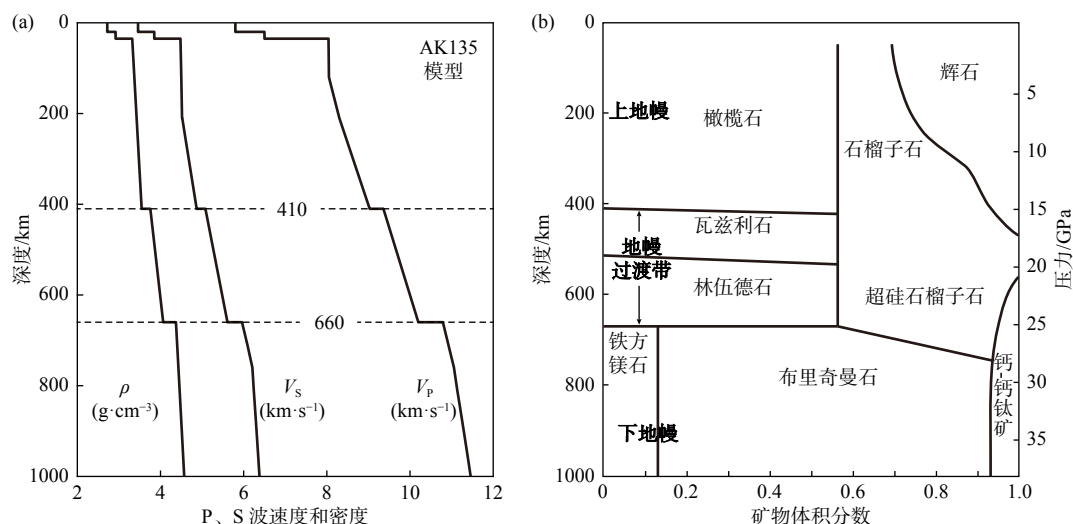 (a)
0
200
400
600
800
1000
深度/km
AK135
模型
410
660
ρ
(g·cm⁻³)
V_S
(km·s⁻¹)
V_P
(km·s⁻¹)
2
4
6
8
10
12
P、S 波速度和密度
(b)
0
200
400
600
800
1000
深度/km
上地幔
橄榄石
辉石
石榴子石
瓦兹利石
地幔
过渡带
林伍德石
超硅石榴子石
铁方
镁石
布里奇曼石
钙-钙钛矿
下地幔
5
10
15
20
25
30
35
压力/GPa
0
0.2
0.4
0.6
0.8
1.0
矿物体积分数